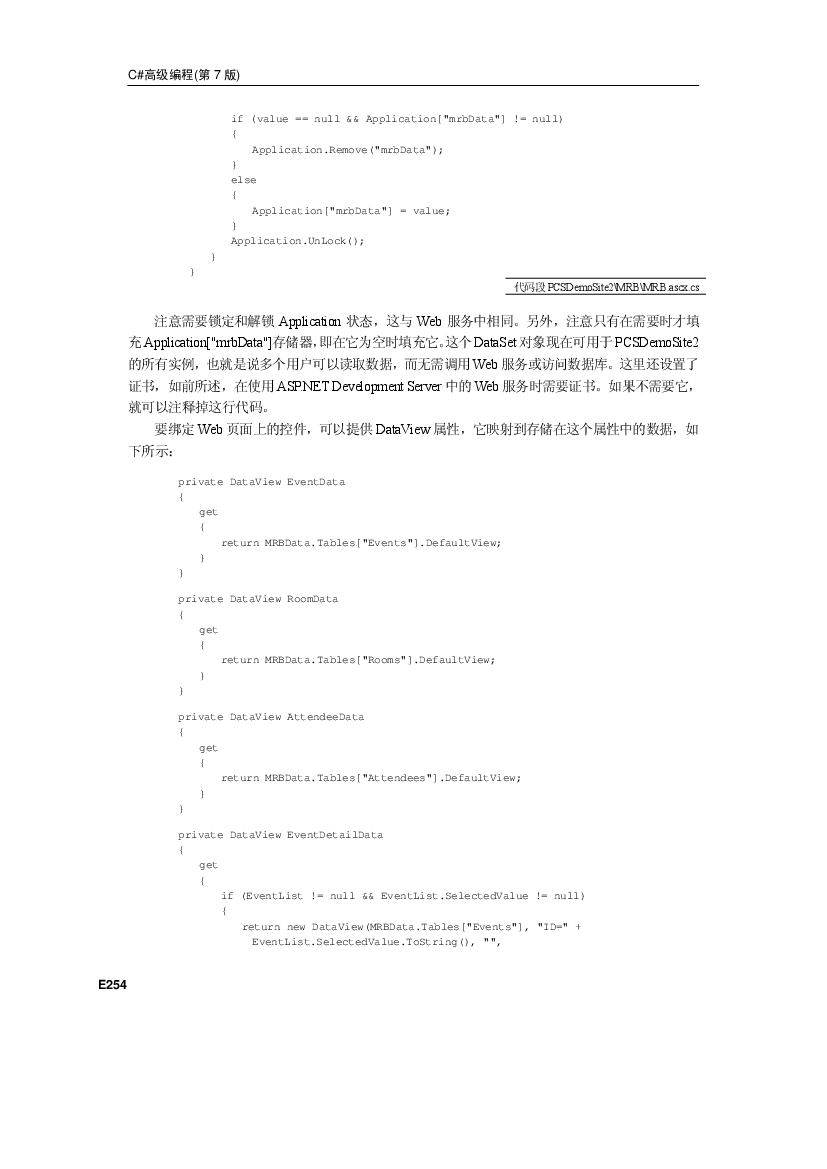 C#高级编程(第 7 版)
if (value == null && Application["mrbData"] != null)
{
Application.Remove("mrbData");
}
else
{
Application["mrbData"] = value;
}
Application.UnLock();
}
}
代码段 PCSDemoSite2\MRB\MRB.ascx.cs
注意需要锁定和解锁 Application 状态，这与 Web 服务中相同。另外，注意只有在需要时才填
充 Application["mrbData"]存储器，即在它为空时填充它。这个 DataSet 对象现在可用于 PCSDemoSite2
的所有实例，也就是说多个用户可以读取数据，而无需调用 Web 服务或访问数据库。这里还设置了
证书，如前所述，在使用 ASP.NET Development Server 中的 Web 服务时需要证书。如果不需要它，
就可以注释掉这行代码。
要绑定 Web 页面上的控件，可以提供 DataView 属性，它映射到存储在这个属性中的数据，如
下所示：
private DataView EventData
{
get
{
return MRBData.Tables["Events"].DefaultView;
}
}
private DataView RoomData
{
get
{
return MRBData.Tables["Rooms"].DefaultView;
}
}
private DataView AttendeeData
{
get
{
return MRBData.Tables["Attendees"].DefaultView;
}
}
private DataView EventDetailData
{
get
{
if (EventList != null && EventList.SelectedValue != null)
{
return new DataView(MRBData.Tables["Events"], "ID=" +
EventList.SelectedValue.ToString(), "",
E254